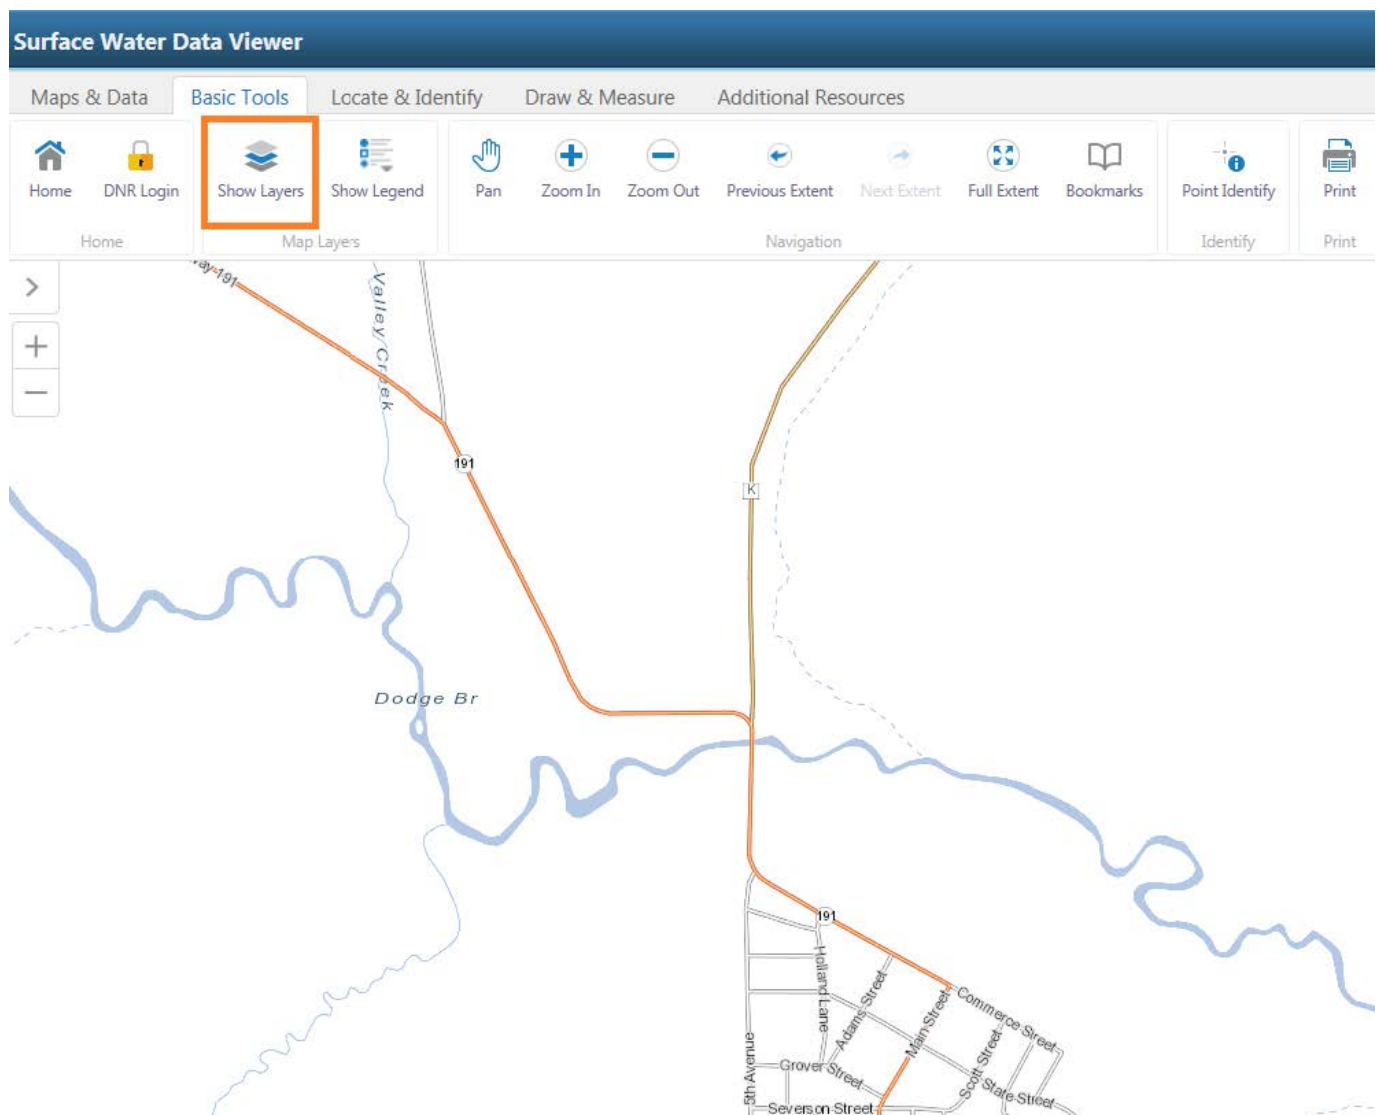 Surface Water Data Viewer
Maps & Data Basic Tools Locate & Identify Draw & Measure Additional Resources
Home DNR Login Show Layers Show Legend Pan Zoom In Zoom Out Previous Extent Next Extent Full Extent Bookmarks Point Identify Print
Home Map Layers Navigation Identify Print
way-191
Valley Creek
191
K
Dodge Br
191
Holland Lane
Adams Street
Main Street
Commerce Street
5th Avenue
Grover Street
Scott Street
State Street
Severson Street